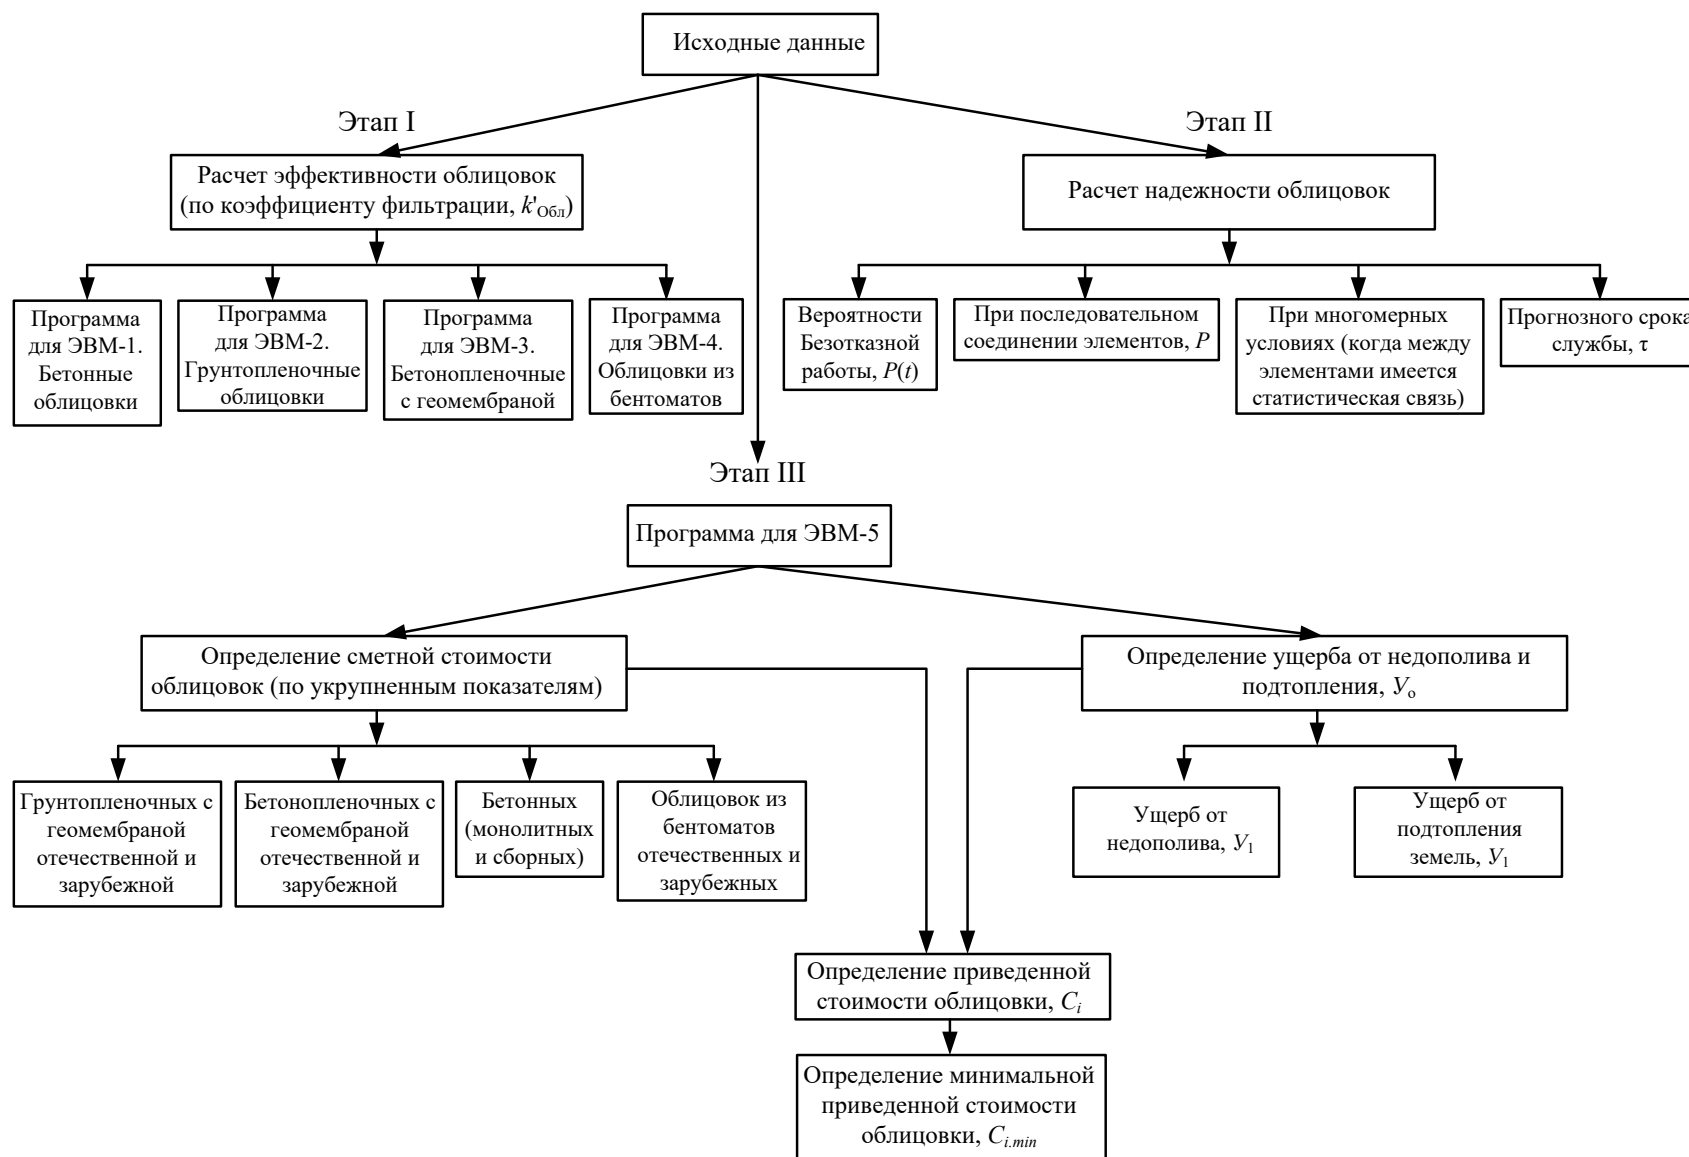 Исходные данные
Этап I
Этап II
Расчет эффективности облицовок
(по коэффициенту фильтрации, k'Обл)
Расчет надежности облицовок
Программа
для ЭВМ-1.
Бетонные
облицовки
Программа
для ЭВМ-2.
Грунтопленочные
облицовки
Программа
для ЭВМ-3.
Бетонопленочные
с геомембраной
Программа
для ЭВМ-4.
Облицовки из
бентоматов
Вероятности
Безотказной
работы, P(t)
При последовательном
соединении элементов, P
При многомерных
условиях (когда между
элементами имеется
статистическая связь)
Прогнозного срока
службы, τ
Этап III
Программа для ЭВМ-5
Определение сметной стоимости
облицовок (по укрупненным показателям)
Определение ущерба от недополива и
подтопления, Уо
Грунтопленочных с
геомембраной
отечественной и
зарубежной
Бетонопленочных с
геомембраной
отечественной и
зарубежной
Бетонных
(монолитных
и сборных)
Облицовок из
бентоматов
отечественных и
зарубежных
Ущерб от
недополива, У1
Ущерб от
подтопления
земель, У1
Определение приведенной
стоимости облицовки, Ci
Определение минимальной
приведенной стоимости
облицовки, Ci.min